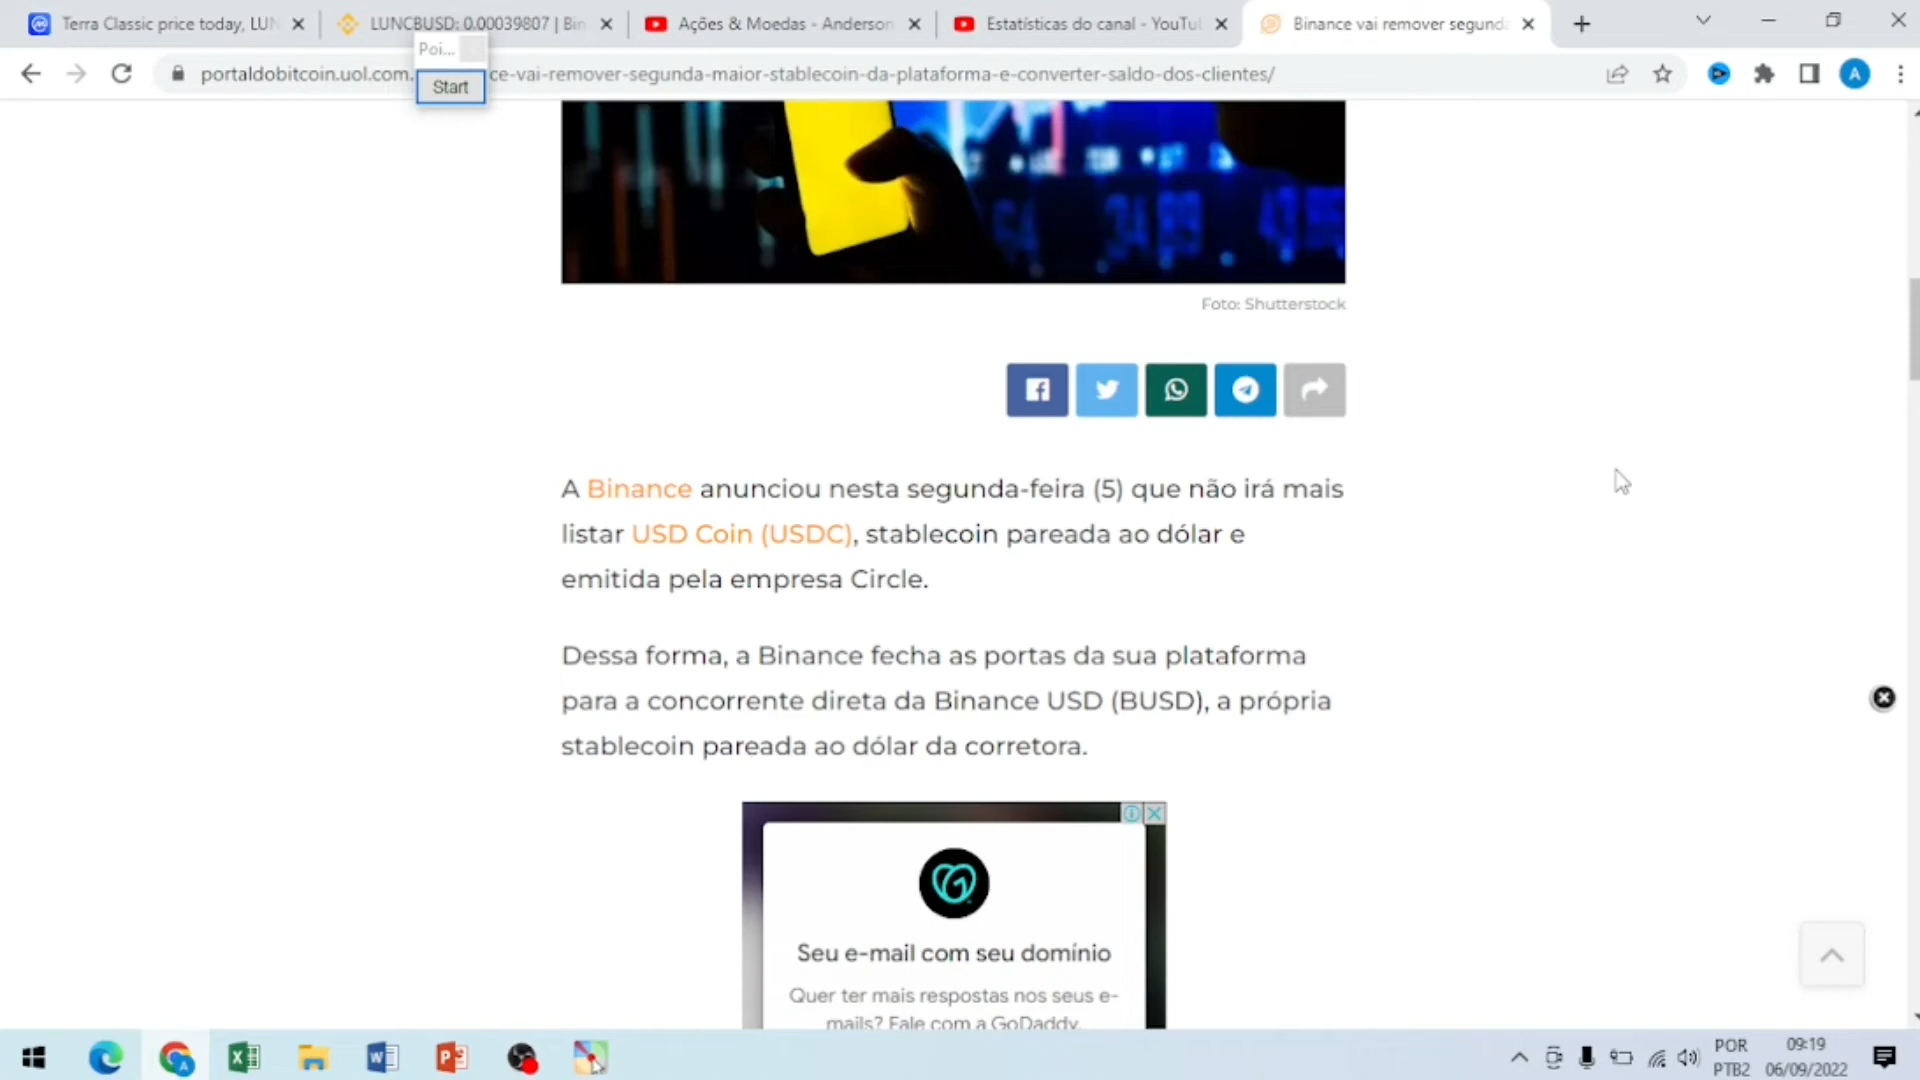 Terra Classic price today, LUN
LUNCBUSD: 0.00039807 | Bin
Ações & Moedas - Anderson
Estatísticas do canal - YouTu
Binance vai remover segunda
Poi...
Start
portaldobitcoin.uol.com.
ce-vai-remover-segunda-maior-stablecoin-da-plataforma-e-converter-saldo-dos-clientes/
A
Foto: Shutterstock
A Binance anunciou nesta segunda-feira (5) que não irá mais
listar USD Coin (USDC), stablecoin pareada ao dólar e
emitida pela empresa Circle.
Dessa forma, a Binance fecha as portas da sua plataforma
para a concorrente direta da Binance USD (BUSD), a própria
stablecoin pareada ao dólar da corretora.
Seu e-mail com seu domínio
Quer ter mais respostas nos seus e-
mails? Fale com a GoDaddy.
POR
PTB2
09:19
06/09/2022